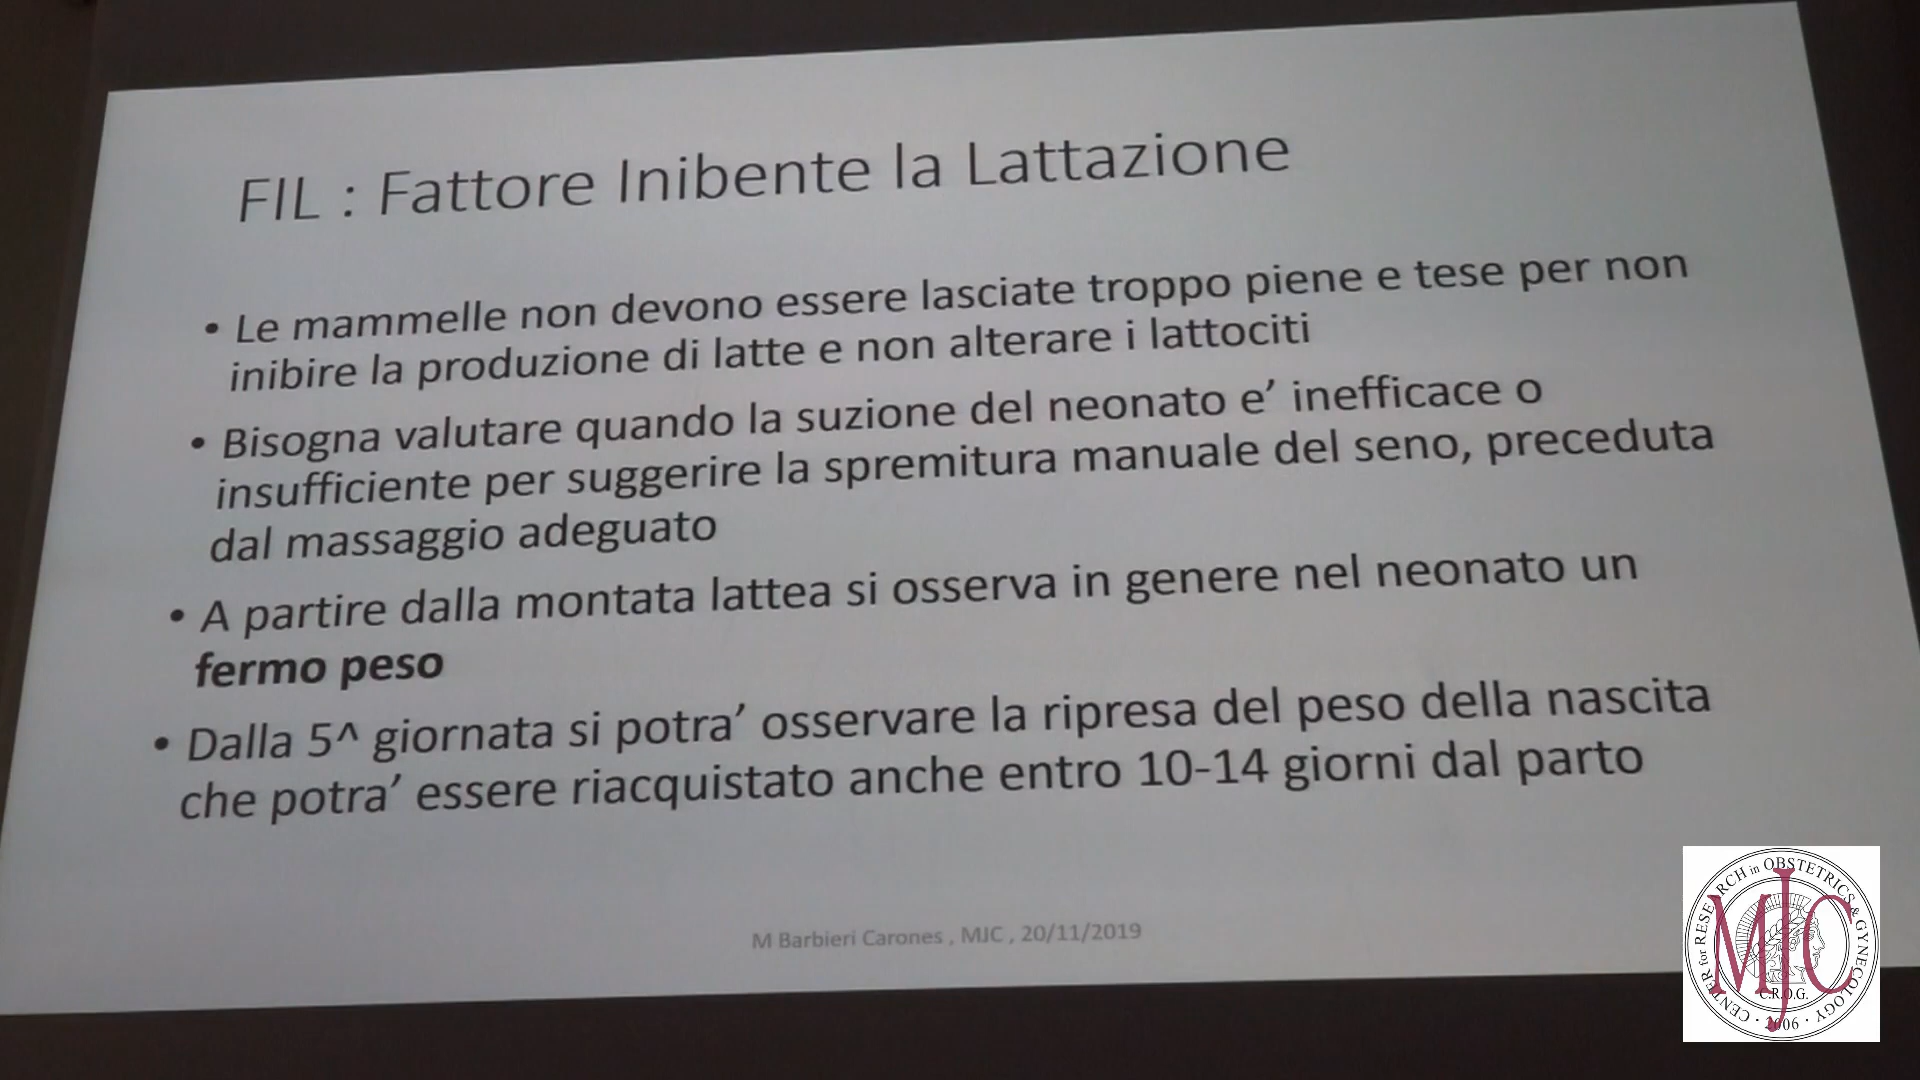 FIL : Fattore Inibente la Lattazione
• Le mammelle non devono essere lasciate troppo piene e tese per non
inibire la produzione di latte e non alterare i lattociti
• Bisogna valutare quando la suzione del neonato e’ inefficace o
insufficiente per suggerire la spremitura manuale del seno, preceduta
dal massaggio adeguato
• A partire dalla montata lattea si osserva in genere nel neonato un
fermo peso
• Dalla 5^ giornata si potra’ osservare la ripresa del peso della nascita
che potra’ essere riacquistato anche entro 10-14 giorni dal parto
M Barbieri Carones , MJC , 20/11/2019
CENTER for RESEARCH in OBSTETRICS & GYNECOLOGY
MJC
C.R.O.G.
· 2006 ·